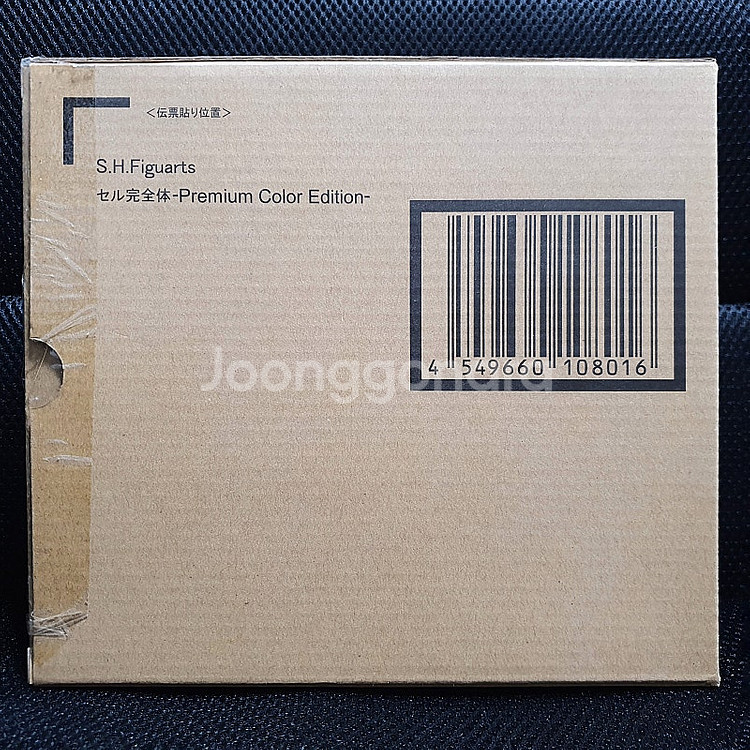 ＜伝票貼り位置＞
S.H.Figuarts
セル完全体-Premium Color Edition-
4 549660 108016
Joonggonara